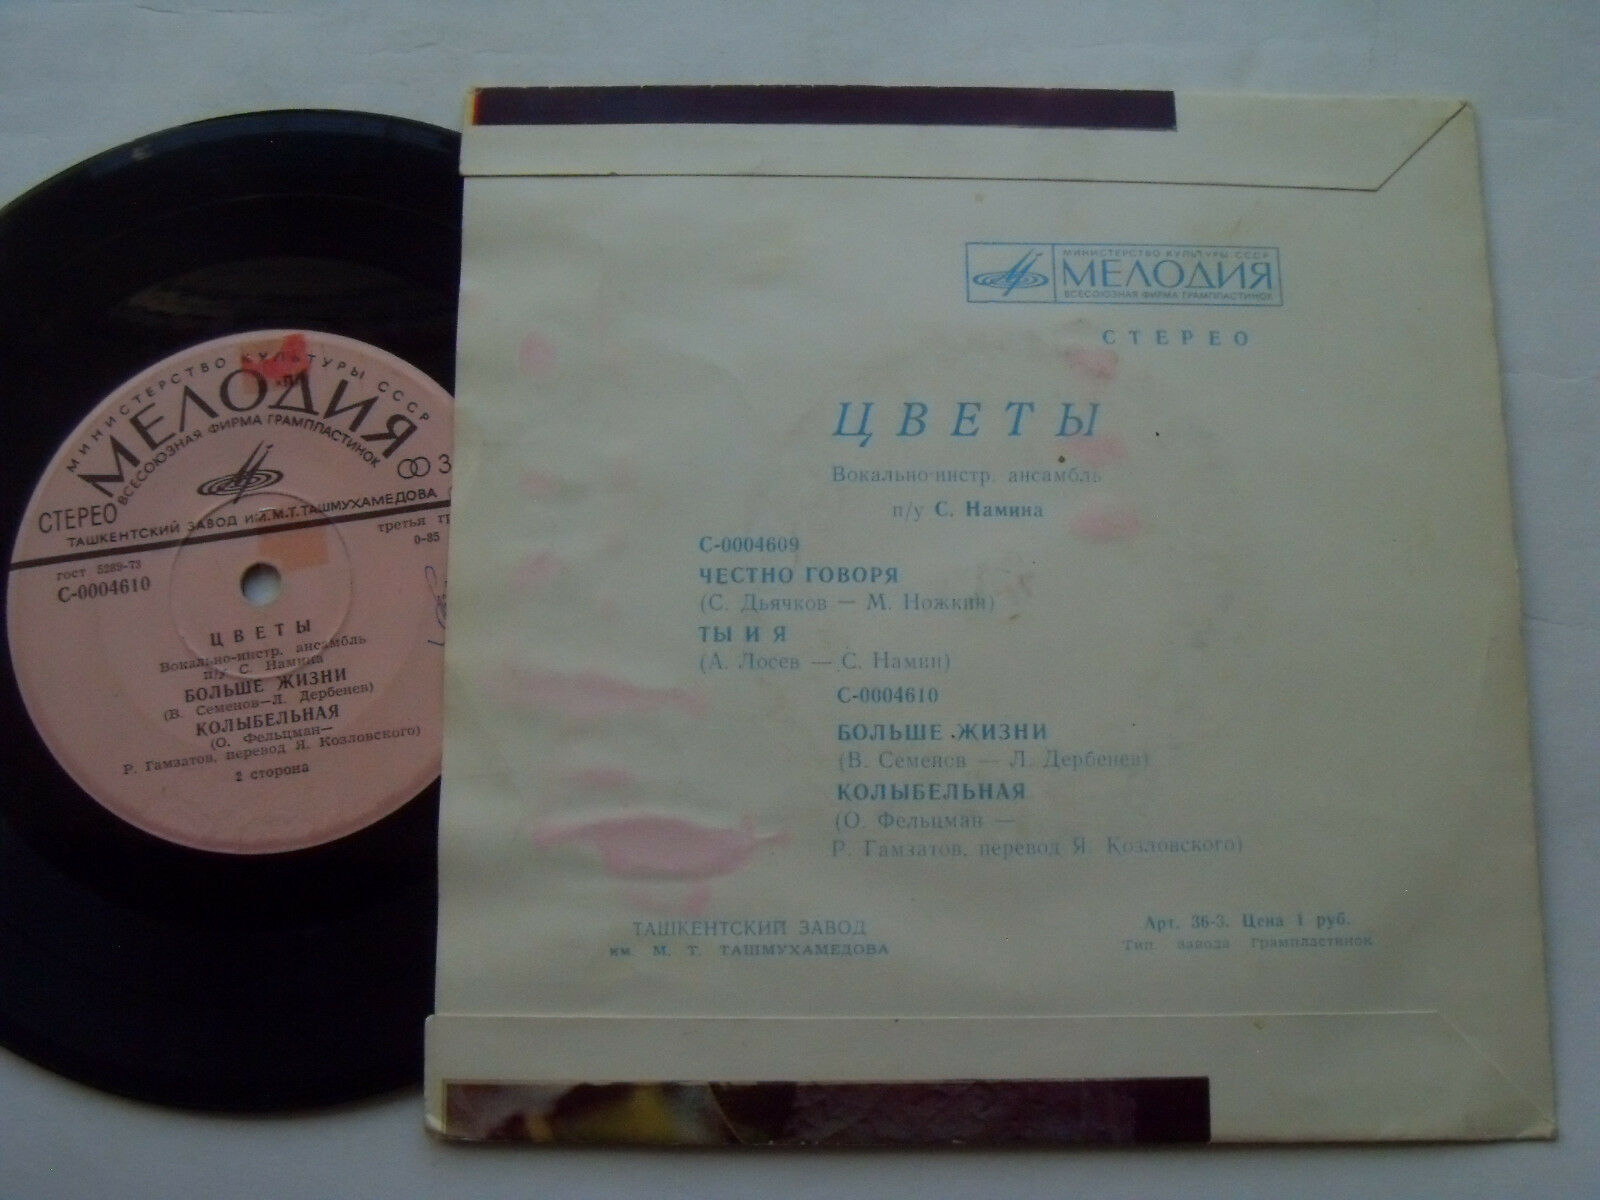 МИНИСТЕРСТВО КУЛЬТУРЫ СССР
МЕЛОДИЯ
ВСЕСОЮЗНАЯ ФИРМА ГРАМПЛАСТИНОК
СТЕРЕО
3
ТАШКЕНТСКИЙ ЗАВОД ИМ. М. Т. ТАШМУХАМЕДОВА
гост 5289-73
третья гр
С-0004610
0-85
ЦВЕТЫ
Вокально-инстр. ансамбль
п/у С. Намина
БОЛЬШЕ ЖИЗНИ
(В. Семенов—Л. Дербенев)
КОЛЫБЕЛЬНАЯ
(О. Фельцман—
Р. Гамзатов, перевод Я. Козловского)
2 сторона
МИНИСТЕРСТВО КУЛЬТУРЫ СССР
МЕЛОДИЯ
ВСЕСОЮЗНАЯ ФИРМА ГРАМПЛАСТИНОК
СТЕРЕО
ЦВЕТЫ
Вокально-инстр. ансамбль
п/у С. Намина
С-0004609
ЧЕСТНО ГОВОРЯ
(С. Дьячков — М. Ножкин)
ТЫ И Я
(А. Лосев — С. Намин)
С-0004610
БОЛЬШЕ ЖИЗНИ
(В. Семенов — Л. Дербенев)
КОЛЫБЕЛЬНАЯ
(О. Фельцман —
Р. Гамзатов, перевод Я. Козловского)
ТАШКЕНТСКИЙ ЗАВОД
им. М. Т. ТАШМУХАМЕДОВА
Арт. 36-3. Цена 1 руб.
Тип. завода Грампластинок